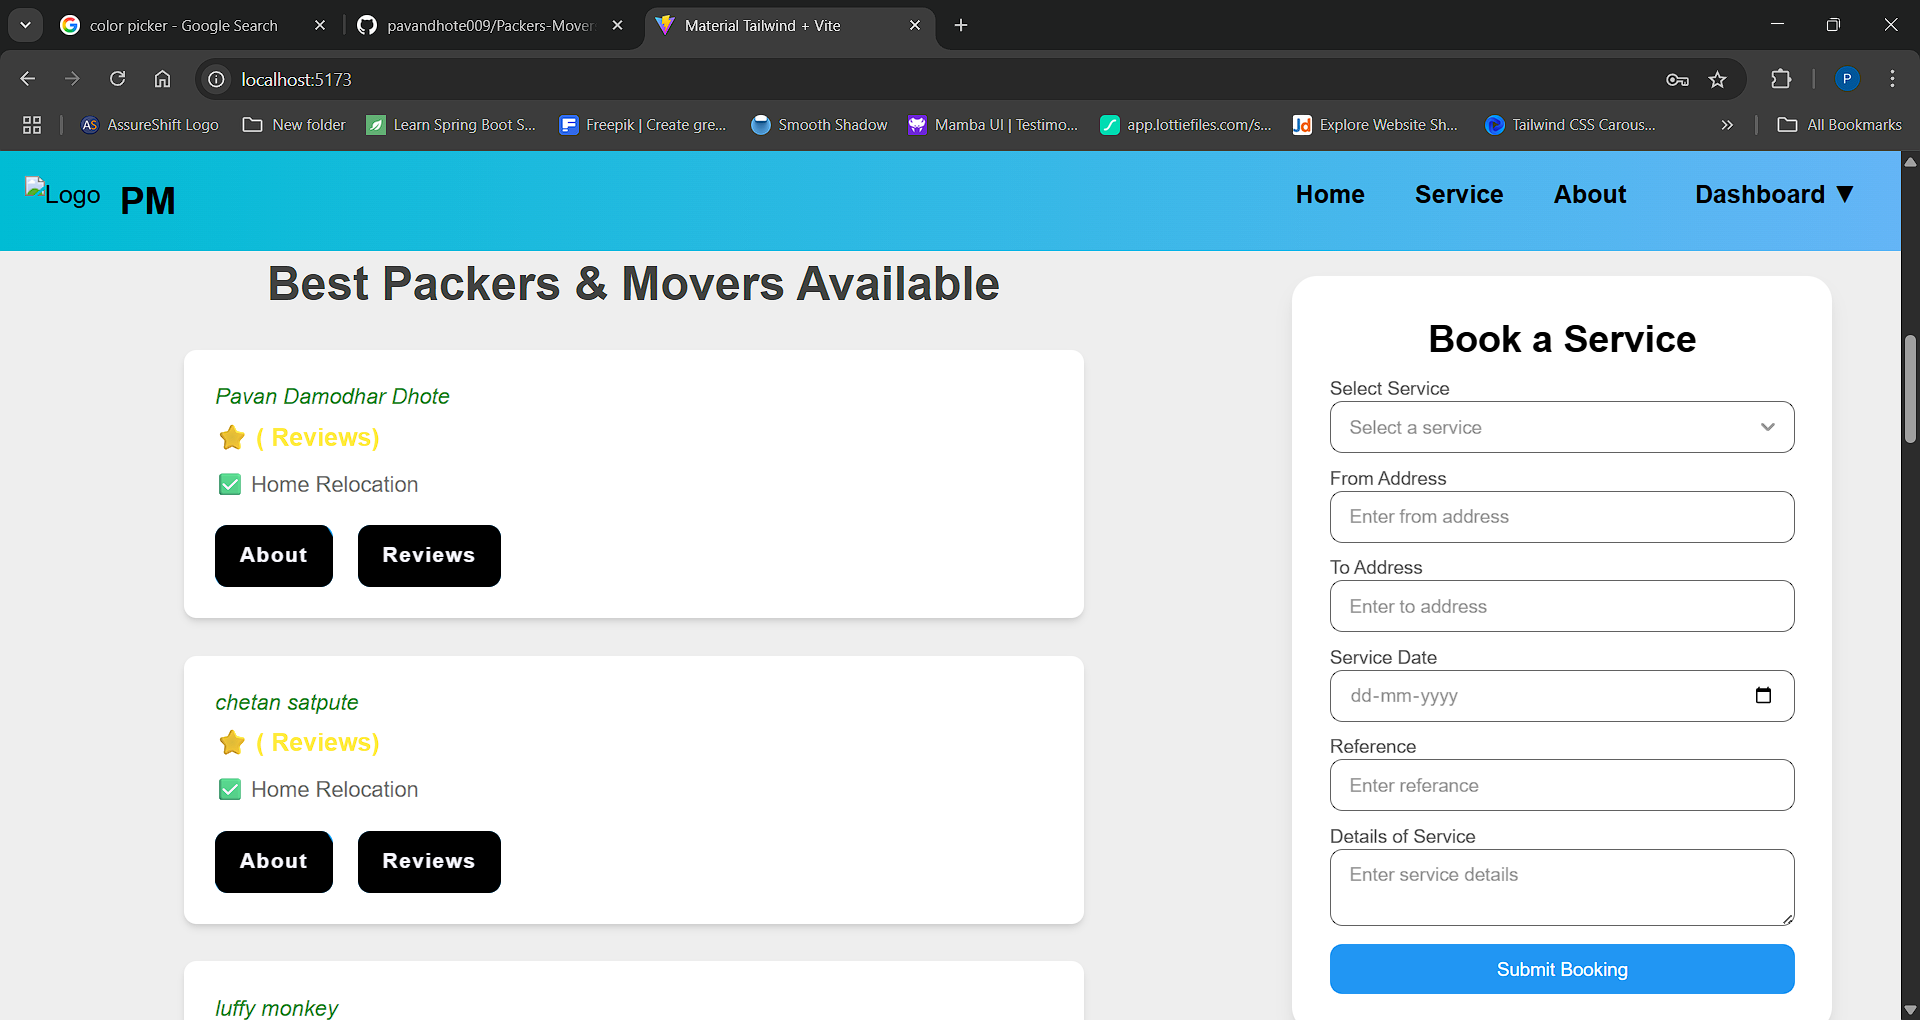 color picker - Google Search
pavandhote009/Packers-Mover
Material Tailwind + Vite
localhost:5173
P
AS AssureShift Logo
New folder
Learn Spring Boot S...
Freepik | Create gre...
Smooth Shadow
Mamba UI | Testimo...
app.lottiefiles.com/s...
Jd Explore Website Sh...
Tailwind CSS Carous...
All Bookmarks
Logo PM
Home Service About Dashboard ▼
Best Packers & Movers Available
Pavan Damodhar Dhote
⭐ ( Reviews)
✅ Home Relocation
About Reviews
chetan satpute
⭐ ( Reviews)
✅ Home Relocation
About Reviews
luffy monkey
Book a Service
Select Service
Select a service
From Address
Enter from address
To Address
Enter to address
Service Date
dd-mm-yyyy
Reference
Enter referance
Details of Service
Enter service details
Submit Booking